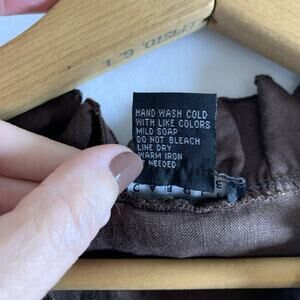 HAND WASH COLD
WITH LIKE COLORS
MILD SOAP
DO NOT BLEACH
LINE DRY
WARM IRON
NEEDED